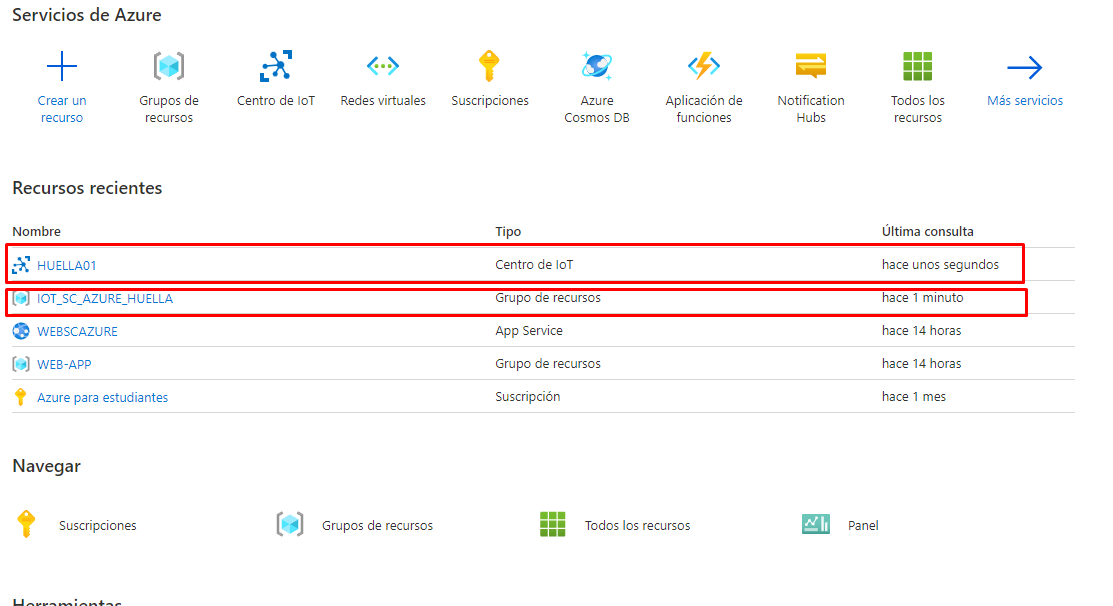 Servicios de Azure
Crear un
recurso
Grupos de
recursos
Centro de IoT
Redes virtuales
Suscripciones
Azure
Cosmos DB
Aplicación de
funciones
Notification
Hubs
Todos los
recursos
Más servicios
Recursos recientes
Nombre Tipo Última consulta
HUELLA01 Centro de IoT hace unos segundos
IOT_SC_AZURE_HUELLA Grupo de recursos hace 1 minuto
WEBSCAZURE App Service hace 14 horas
WEB-APP Grupo de recursos hace 14 horas
Azure para estudiantes Suscripción hace 1 mes
Navegar
Suscripciones Grupos de recursos Todos los recursos Panel
Herramientas